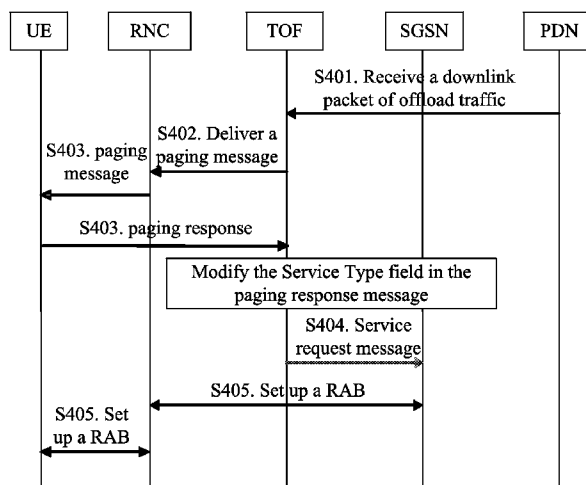 UE
RNC
TOF
SGSN
PDN
S401. Receive a downlink
packet of offload traffic
S402. Deliver a
paging message
S403. paging
message
S403. paging response
Modify the Service Type field in the
paging response message
S404. Service
request message
S405. Set up a RAB
S405. Set
up a RAB